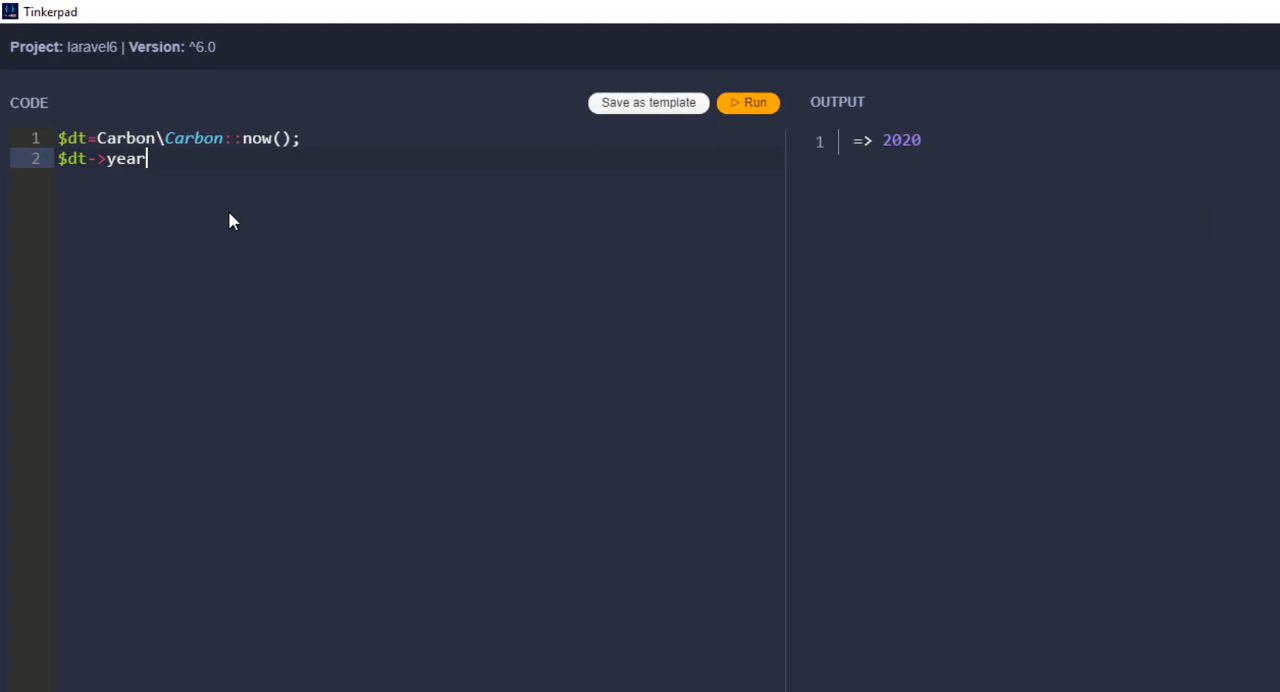 Tinkerpad
Project: laravel6 | Version: ^6.0
CODE
Save as template
▷ Run
OUTPUT
1 $dt=Carbon\Carbon::now();
2 $dt->year
1 => 2020